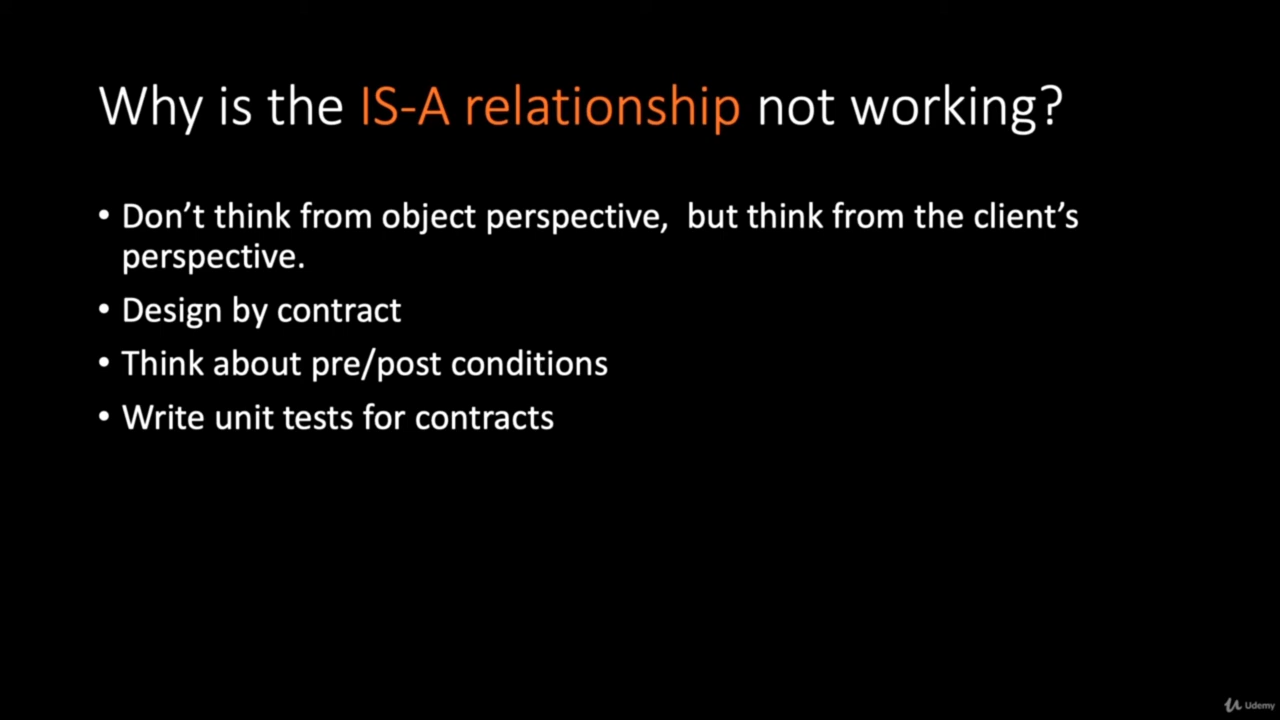 Why is the IS-A relationship not working?
• Don’t think from object perspective,  but think from the client’s
perspective.
• Design by contract
• Think about pre/post conditions
• Write unit tests for contracts
Udemy